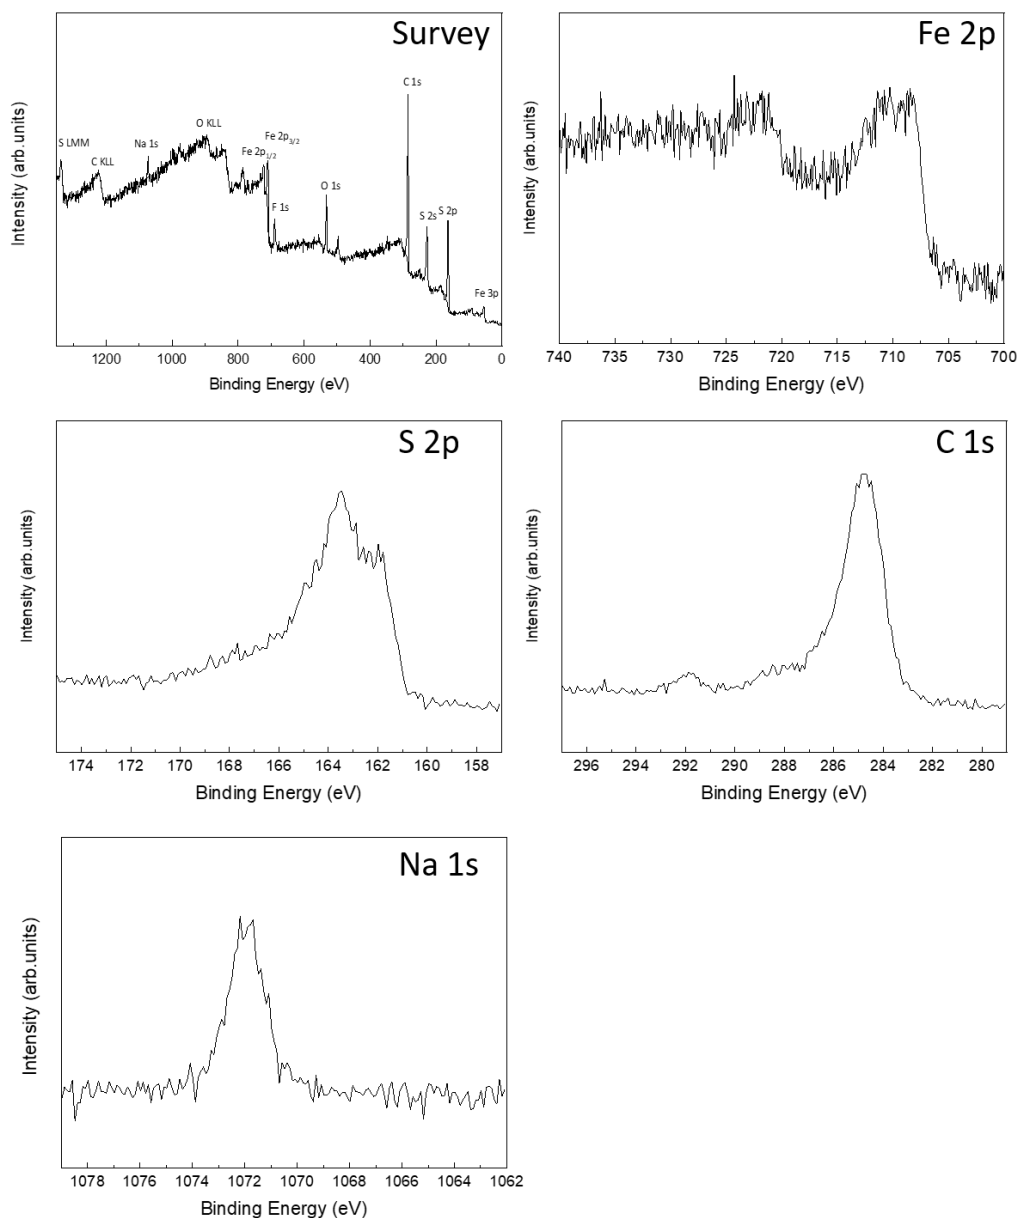 Survey
Intensity (arb.units)
S LMM
C KLL
Na 1s
O KLL
Fe 2p1/2
Fe 2p3/2
F 1s
O 1s
C 1s
S 2s
S 2p
Fe 3p
1200 1000 800 600 400 200 0
Binding Energy (eV)
Fe 2p
Intensity (arb.units)
740 735 730 725 720 715 710 705 700
Binding Energy (eV)
S 2p
Intensity (arb.units)
174 172 170 168 166 164 162 160 158
Binding Energy (eV)
C 1s
Intensity (arb.units)
296 294 292 290 288 286 284 282 280
Binding Energy (eV)
Na 1s
Intensity (arb.units)
1078 1076 1074 1072 1070 1068 1066 1064 1062
Binding Energy (eV)